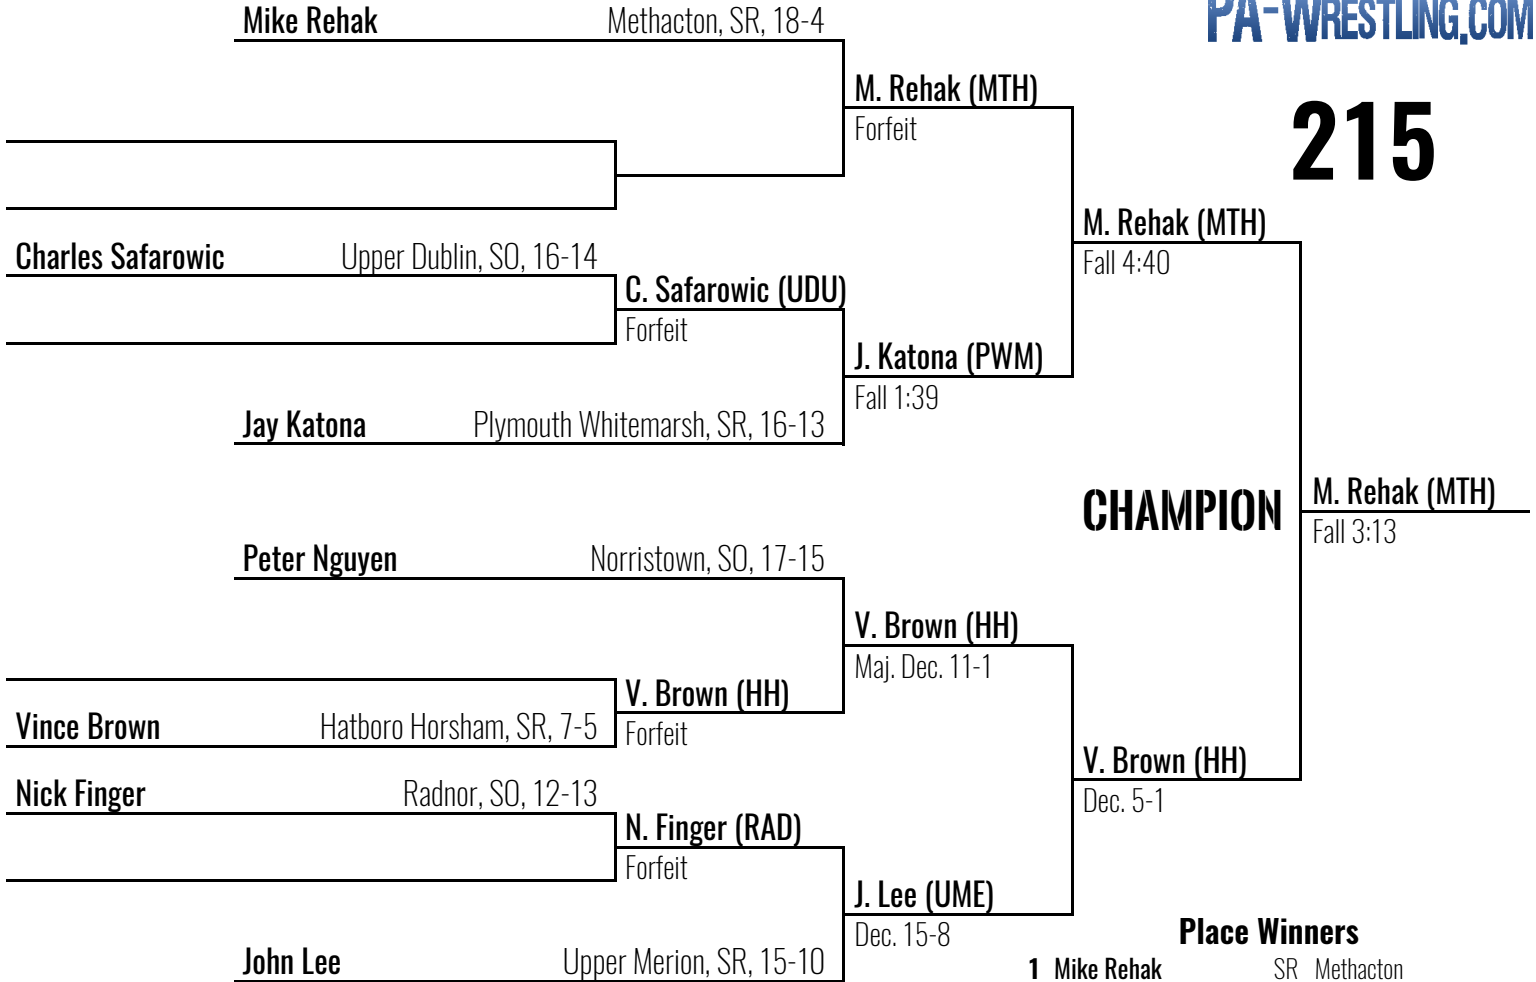 PA-WRESTLING.COM
Mike Rehak Methacton, SR, 18-4
M. Rehak (MTH)
Forfeit
215
M. Rehak (MTH)
Fall 4:40
Charles Safarowic Upper Dublin, SO, 16-14
C. Safarowic (UDU)
Forfeit
J. Katona (PWM)
Fall 1:39
Jay Katona Plymouth Whitemarsh, SR, 16-13
CHAMPION
M. Rehak (MTH)
Fall 3:13
Peter Nguyen Norristown, SO, 17-15
V. Brown (HH)
Maj. Dec. 11-1
V. Brown (HH)
Forfeit
Vince Brown Hatboro Horsham, SR, 7-5
V. Brown (HH)
Dec. 5-1
Nick Finger Radnor, SO, 12-13
N. Finger (RAD)
Forfeit
J. Lee (UME)
Dec. 15-8
John Lee Upper Merion, SR, 15-10
Place Winners
1 Mike Rehak SR Methacton